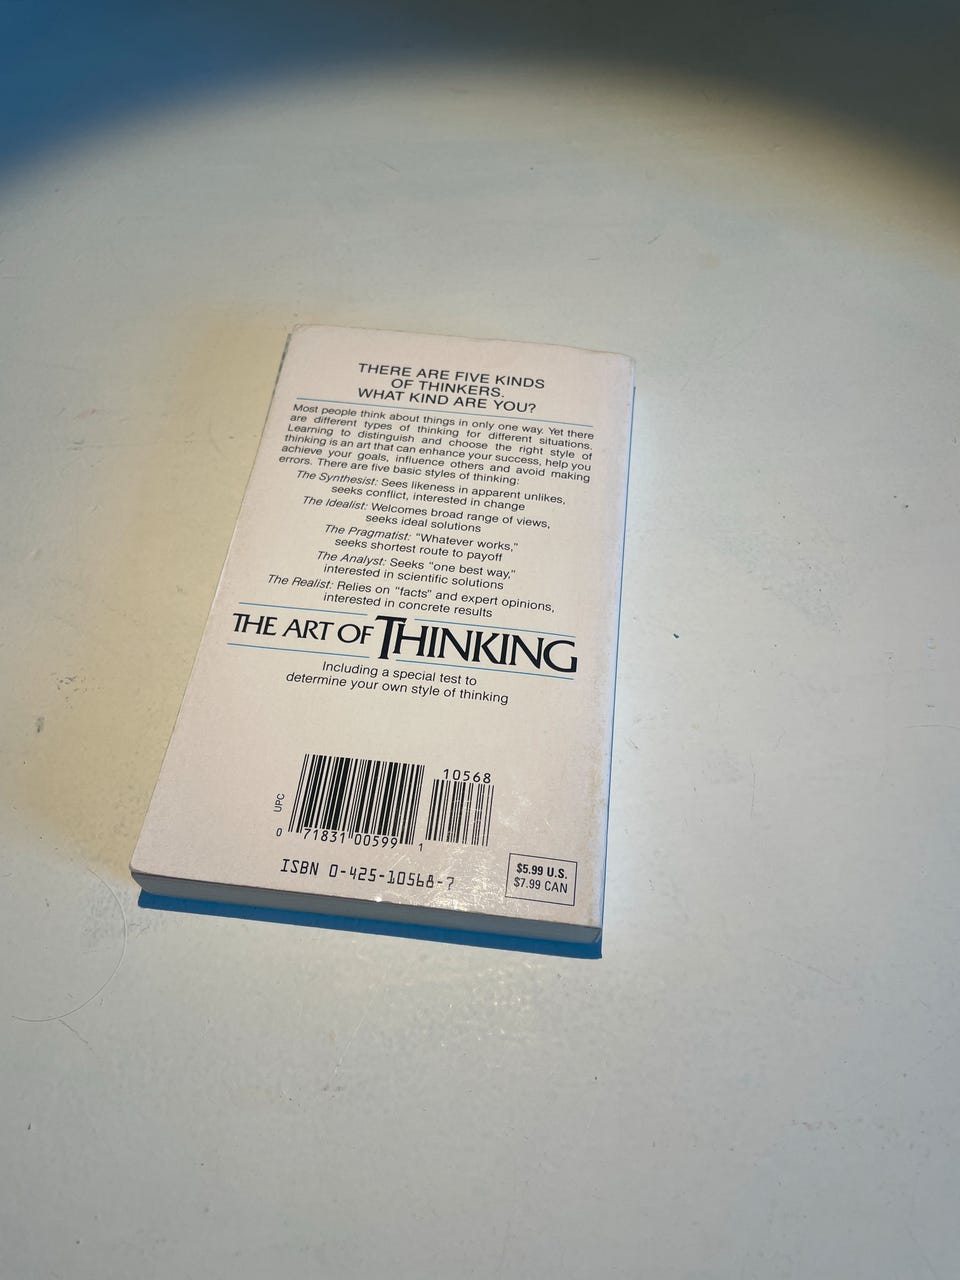 THERE ARE FIVE KINDS
OF THINKERS.
WHAT KIND ARE YOU?
Most people think about things in only one way. Yet there
are different types of thinking for different situations.
Learning to distinguish and choose the right style of
thinking is an art that can enhance your success, help you
achieve your goals, influence others and avoid making
errors. There are five basic styles of thinking:
The Synthesist: Sees likeness in apparent unlikes,
seeks conflict, interested in change
The Idealist: Welcomes broad range of views,
seeks ideal solutions
The Pragmatist: "Whatever works,"
seeks shortest route to payoff
The Analyst: Seeks "one best way,"
interested in scientific solutions
The Realist: Relies on "facts" and expert opinions,
interested in concrete results
THE ART OF THINKING
Including a special test to
determine your own style of thinking
10568
UPC
0 71831 00599 1
ISBN 0-425-10568-7
$5.99 U.S.
$7.99 CAN